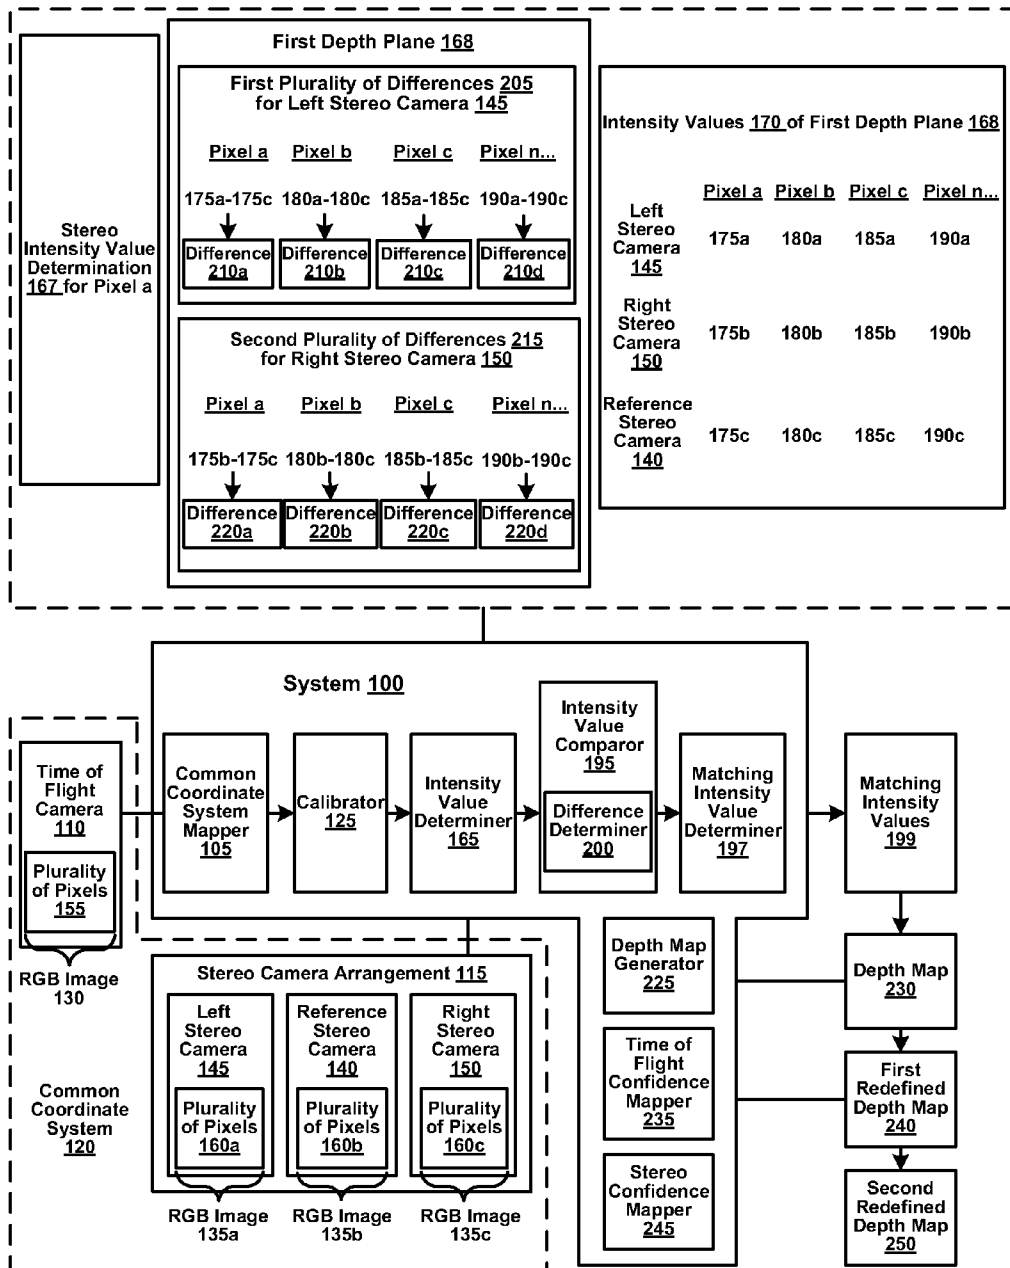 Stereo
Intensity Value
Determination
167 for Pixel a
First Depth Plane 168
First Plurality of Differences 205
for Left Stereo Camera 145
Pixel a Pixel b Pixel c Pixel n...
175a-175c 180a-180c 185a-185c 190a-190c
Difference Difference Difference Difference
210a 210b 210c 210d
Second Plurality of Differences 215
for Right Stereo Camera 150
Pixel a Pixel b Pixel c Pixel n...
175b-175c 180b-180c 185b-185c 190b-190c
Difference Difference Difference Difference
220a 220b 220c 220d
Intensity Values 170 of First Depth Plane 168
Pixel a Pixel b Pixel c Pixel n...
Left
Stereo
Camera
145
175a 180a 185a 190a
Right
Stereo
Camera
150
175b 180b 185b 190b
Reference
Stereo
Camera
140
175c 180c 185c 190c
System 100
Time of
Flight
Camera
110
Plurality
of Pixels
155
RGB Image
130
Common
Coordinate
System
Mapper
105
Calibrator
125
Intensity
Value
Determiner
165
Intensity
Value
Comparor
195
Difference
Determiner
200
Matching
Intensity
Value
Determiner
197
Matching
Intensity
Values
199
Stereo Camera Arrangement 115
Left
Stereo
Camera
145
Plurality
of Pixels
160a
RGB Image
135a
Reference
Stereo
Camera
140
Plurality
of Pixels
160b
RGB Image
135b
Right
Stereo
Camera
150
Plurality
of Pixels
160c
RGB Image
135c
Common
Coordinate
System
120
Depth Map
Generator
225
Time of
Flight
Confidence
Mapper
235
Stereo
Confidence
Mapper
245
Depth Map
230
First
Redefined
Depth Map
240
Second
Redefined
Depth Map
250